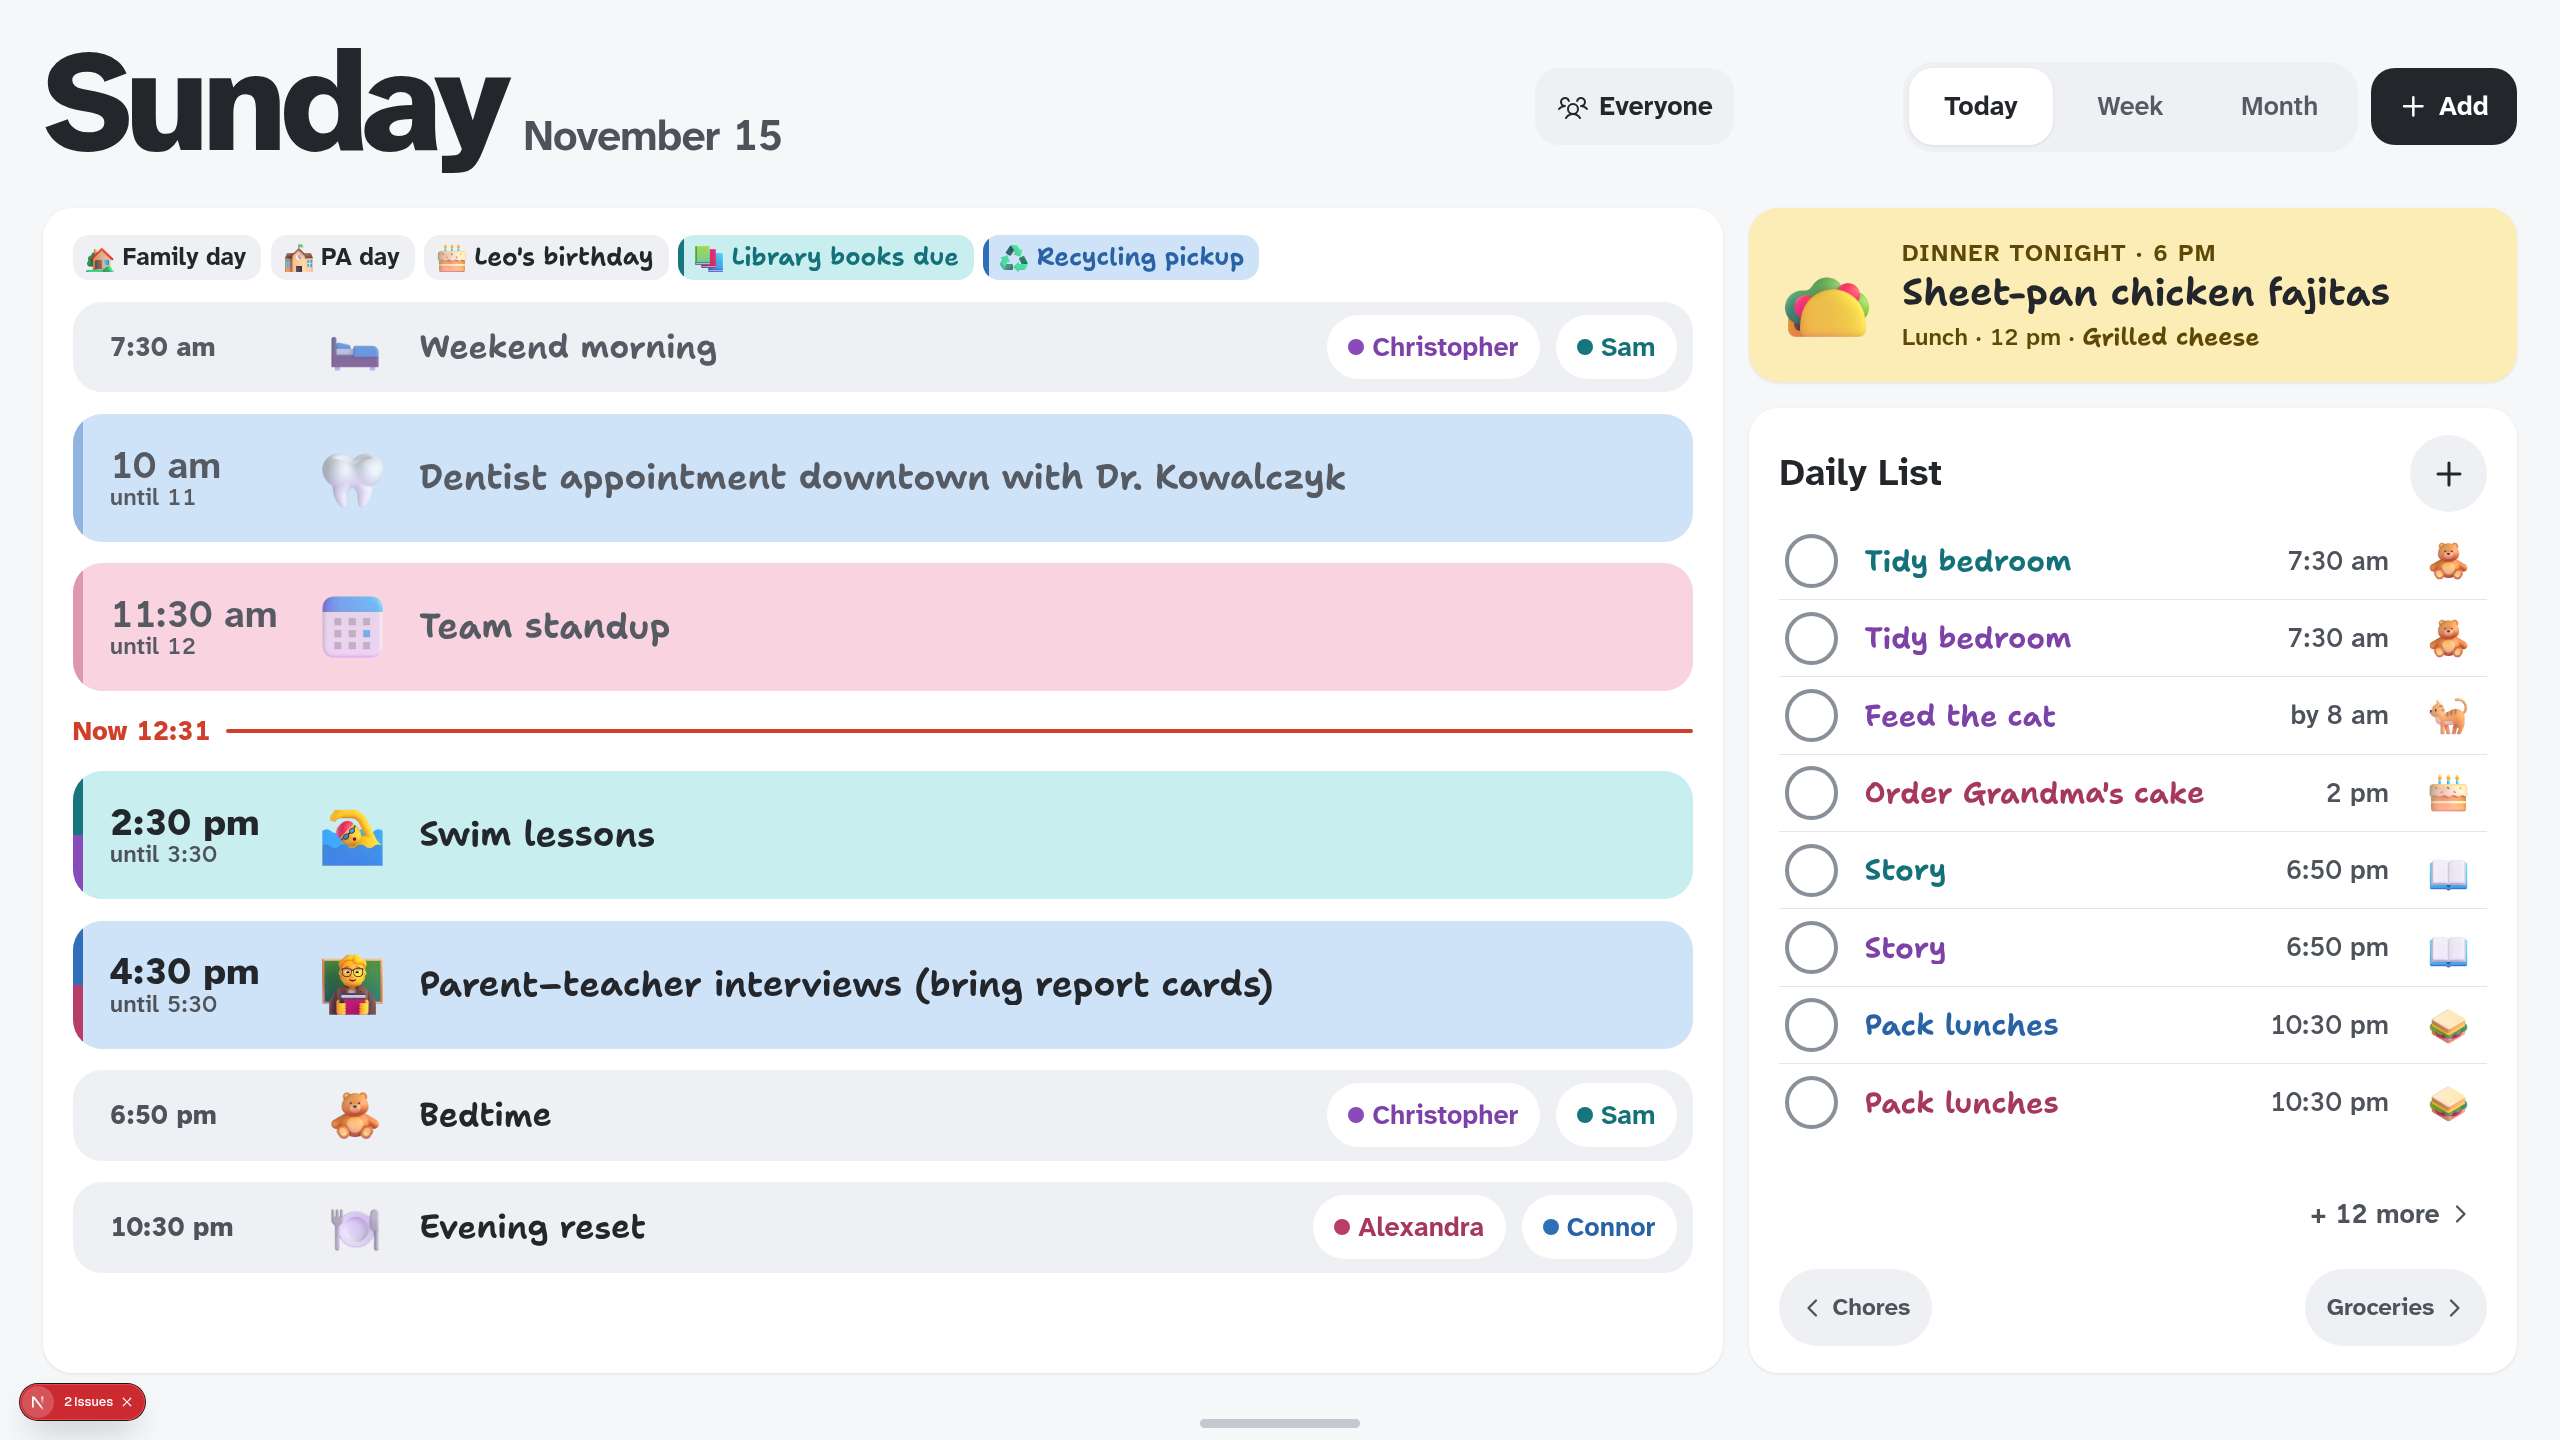 Sunday November 15
Everyone
Today Week Month
+ Add
Family day PA day Leo's birthday Library books due Recycling pickup
7:30 am Weekend morning Christopher Sam
10 am
until 11
Dentist appointment downtown with Dr. Kowalczyk
11:30 am
until 12
Team standup
Now 12:31
2:30 pm
until 3:30
Swim lessons
4:30 pm
until 5:30
Parent–teacher interviews (bring report cards)
6:50 pm Bedtime Christopher Sam
10:30 pm Evening reset Alexandra Connor
DINNER TONIGHT · 6 PM
Sheet-pan chicken fajitas
Lunch · 12 pm · Grilled cheese
Daily List +
Tidy bedroom 7:30 am
Tidy bedroom 7:30 am
Feed the cat by 8 am
Order Grandma's cake 2 pm
Story 6:50 pm
Story 6:50 pm
Pack lunches 10:30 pm
Pack lunches 10:30 pm
+ 12 more >
< Chores Groceries >
N 2 Issues ×